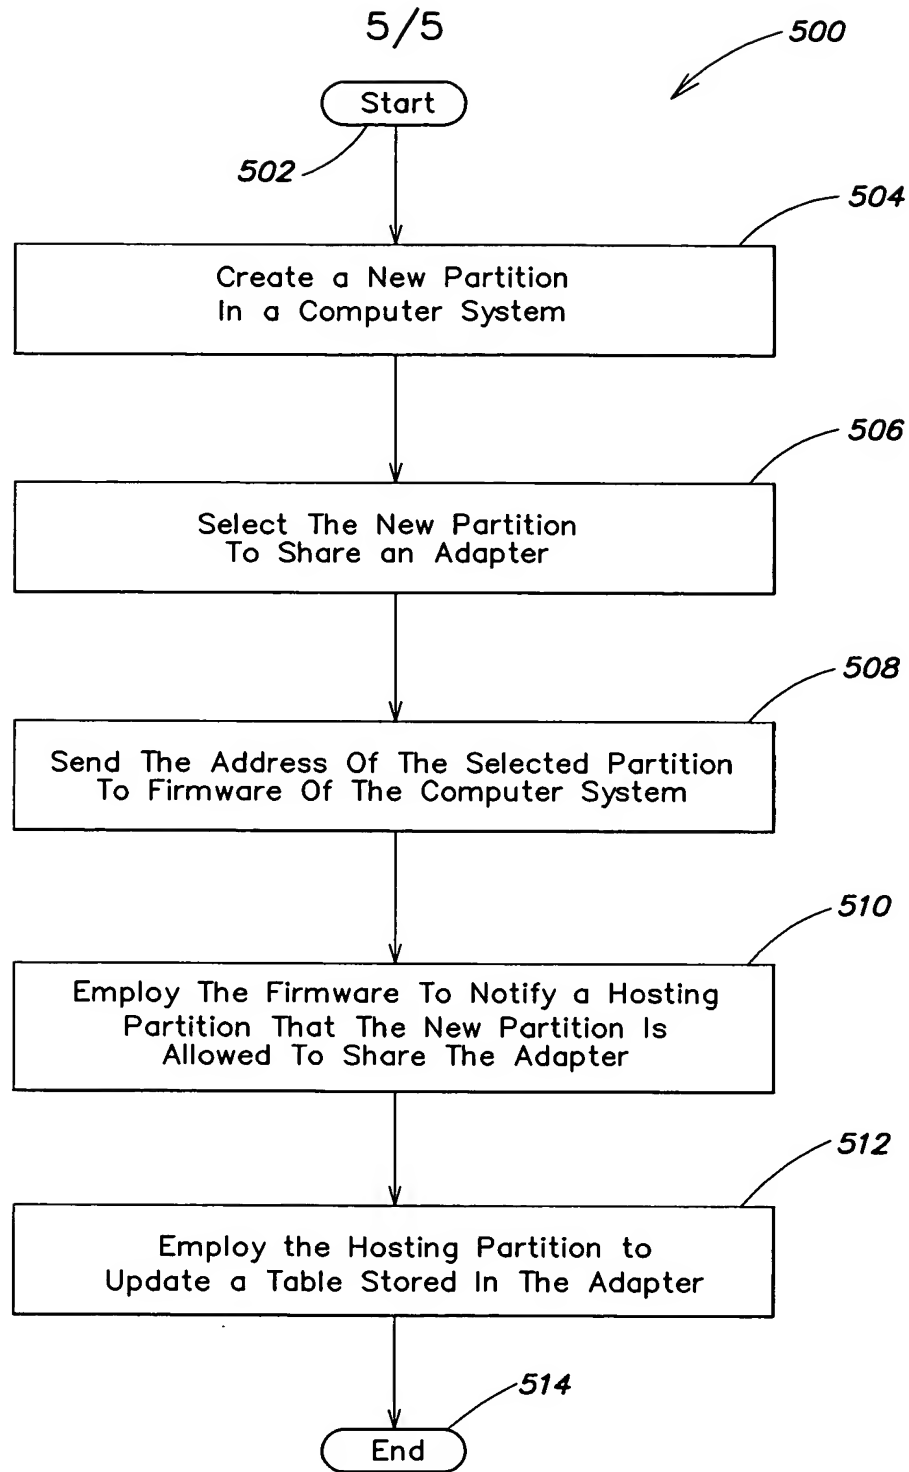 5/5
500
Start
502
504
Create a New Partition
In a Computer System
506
Select The New Partition
To Share an Adapter
508
Send The Address Of The Selected Partition
To Firmware Of The Computer System
510
Employ The Firmware To Notify a Hosting
Partition That The New Partition Is
Allowed To Share The Adapter
512
Employ the Hosting Partition to
Update a Table Stored In The Adapter
514
End